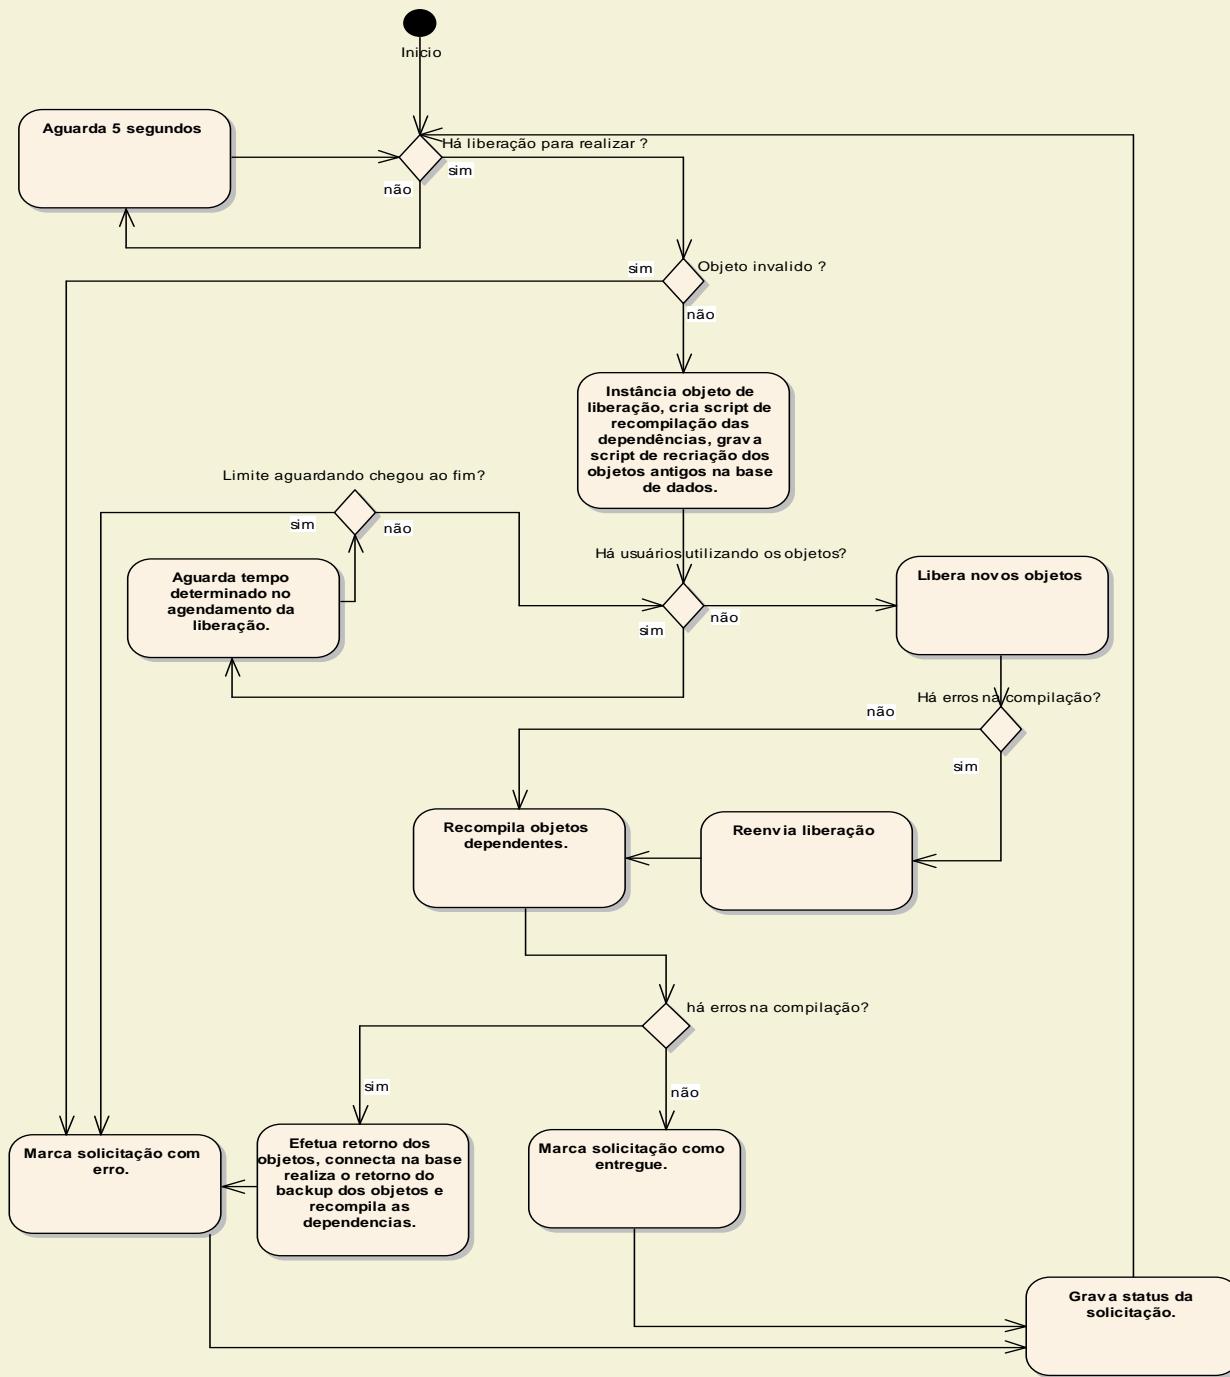 Inicio
Aguarda 5 segundos
Há liberação para realizar ?
sim
não
Objeto invalido ?
sim
não
Instância objeto de
liberação, cria script de
recompilação das
dependências, grava
script de recriação dos
objetos antigos na base
de dados.
Limite aguardando chegou ao fim?
sim
não
Há usuários utilizando os objetos?
Aguarda tempo
determinado no
agendamento da
liberação.
sim
não
Libera novos objetos
Há erros na compilação?
não
sim
Recompila objetos
dependentes.
Reenvia liberação
há erros na compilação?
sim
não
Marca solicitação com
erro.
Efetua retorno dos
objetos, connecta na base
realiza o retorno do
backup dos objetos e
recompila as
dependencias.
Marca solicitação como
entregue.
Grava status da
solicitação.